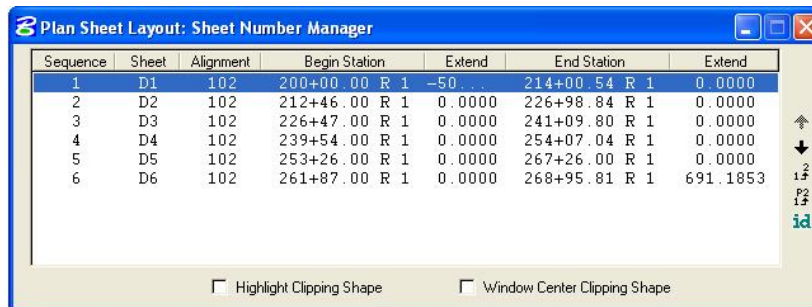 Plan Sheet Layout: Sheet Number Manager
Sequence Sheet Alignment Begin Station Extend End Station Extend
1 D1 102 200+00.00 R 1 -50... 214+00.54 R 1 0.0000
2 D2 102 212+46.00 R 1 0.0000 226+98.84 R 1 0.0000
3 D3 102 226+47.00 R 1 0.0000 241+09.80 R 1 0.0000
4 D4 102 239+54.00 R 1 0.0000 254+07.04 R 1 0.0000
5 D5 102 253+26.00 R 1 0.0000 267+26.00 R 1 0.0000
6 D6 102 261+87.00 R 1 0.0000 268+95.81 R 1 691.1853
1 2
P2
1
id
Highlight Clipping Shape Window Center Clipping Shape